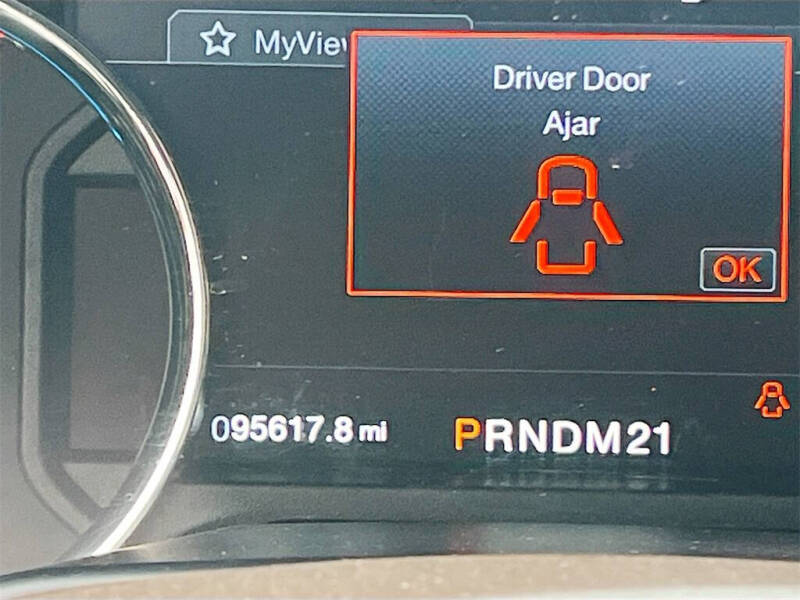 MyView
Driver Door
Ajar
OK
095617.8 mi
PRNDM21